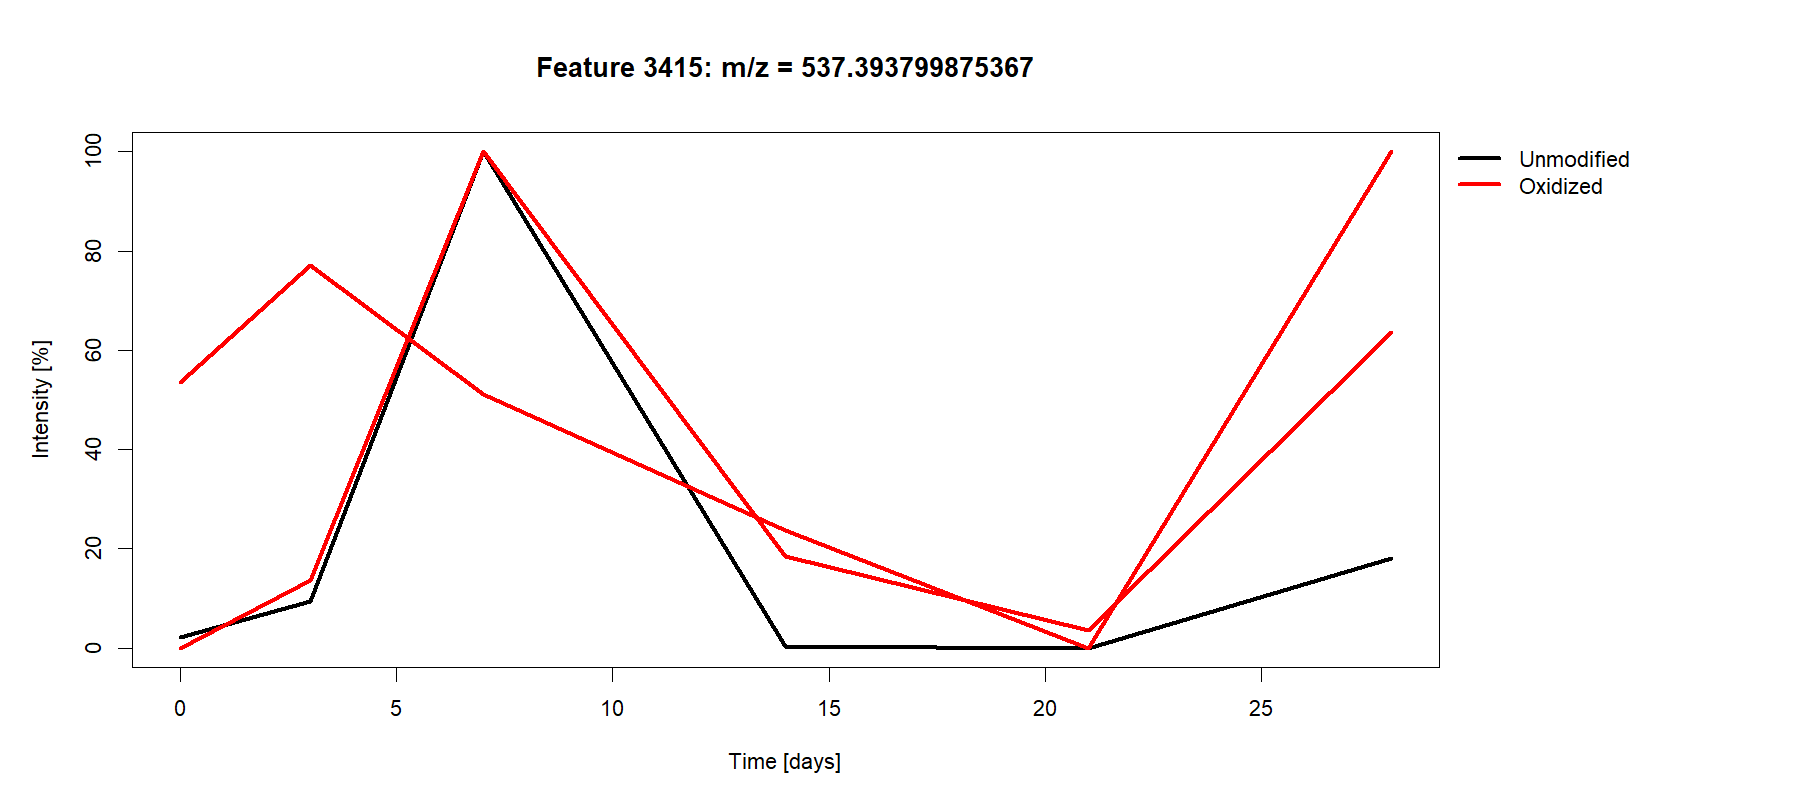 Feature 3415: m/z = 537.393799875367
Unmodified
Oxidized
Intensity [%]
100
80
60
40
20
0
0 5 10 15 20 25
Time [days]